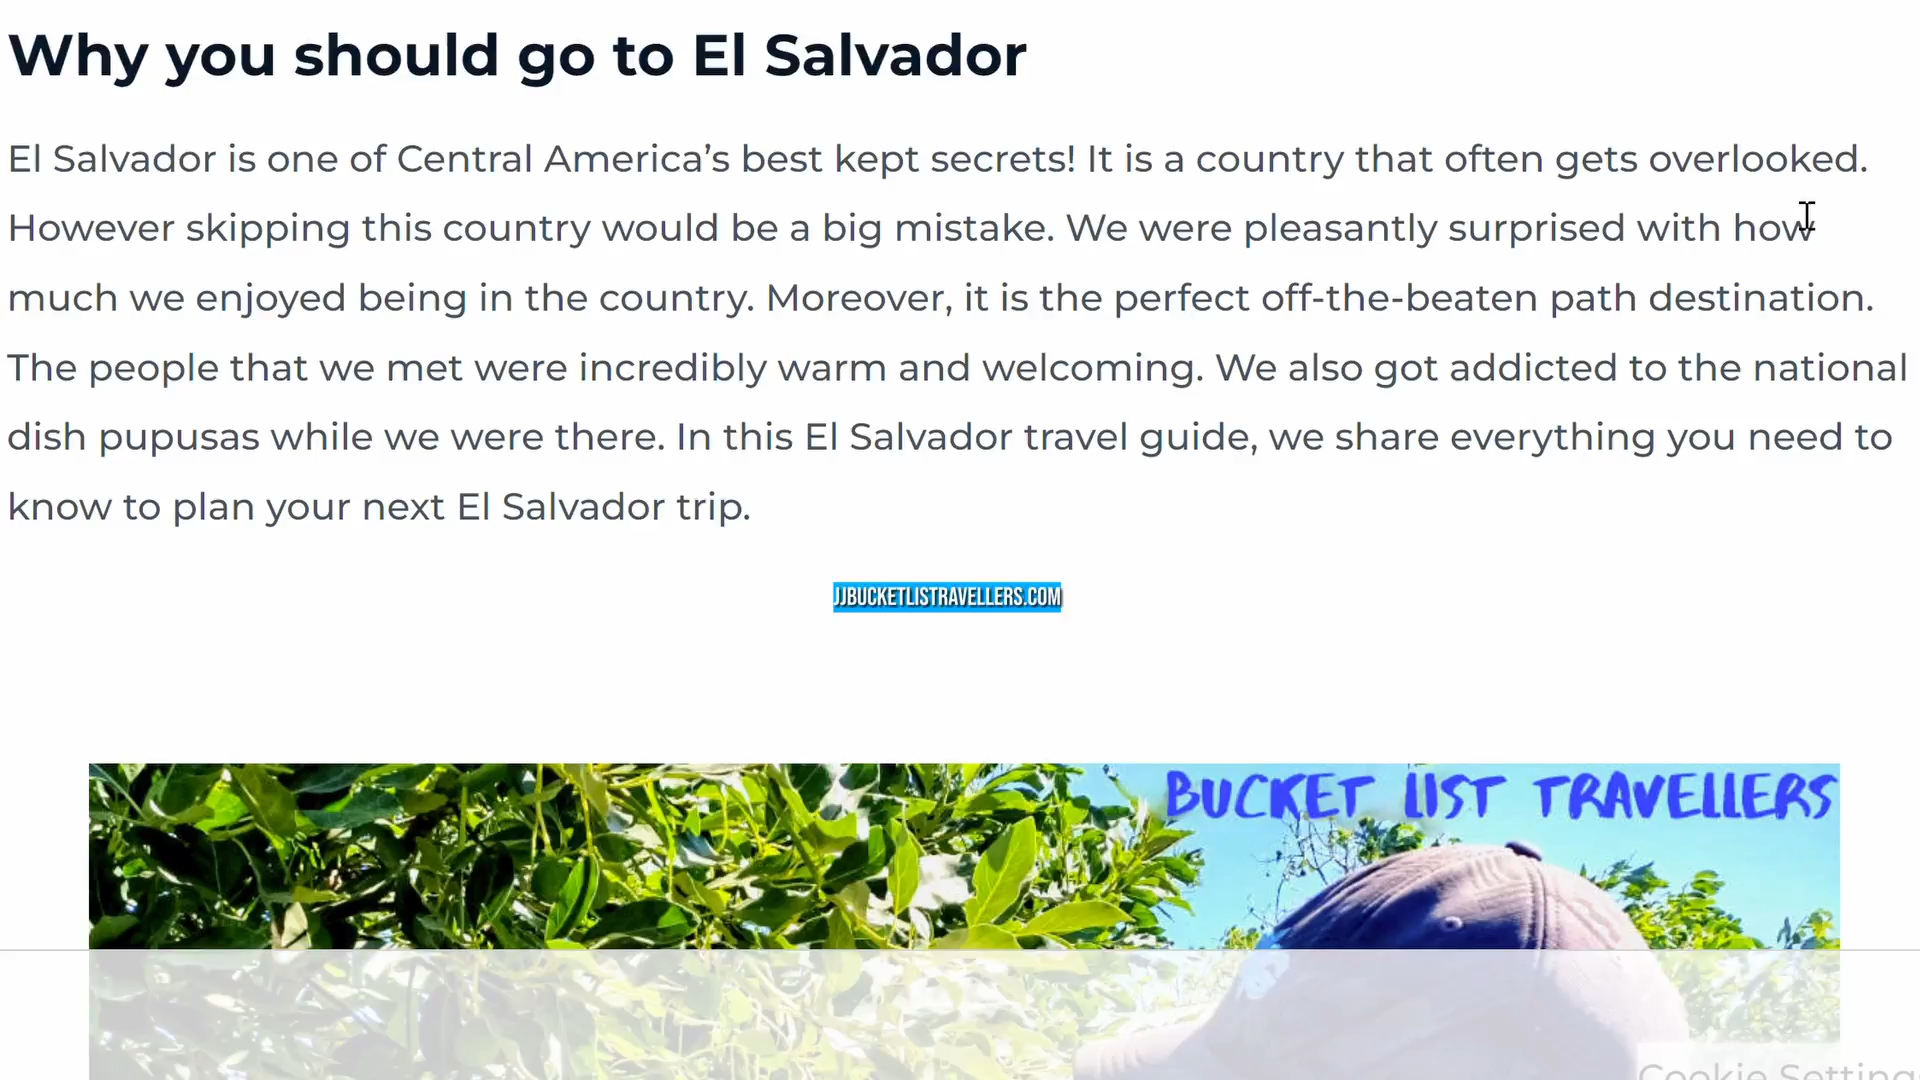 Why you should go to El Salvador
El Salvador is one of Central America’s best kept secrets! It is a country that often gets overlooked.
However skipping this country would be a big mistake. We were pleasantly surprised with how
much we enjoyed being in the country. Moreover, it is the perfect off-the-beaten path destination.
The people that we met were incredibly warm and welcoming. We also got addicted to the national
dish pupusas while we were there. In this El Salvador travel guide, we share everything you need to
know to plan your next El Salvador trip.
JJBUCKETLISTRAVELLERS.COM
BUCKET LIST TRAVELLERS
Cookie Setting